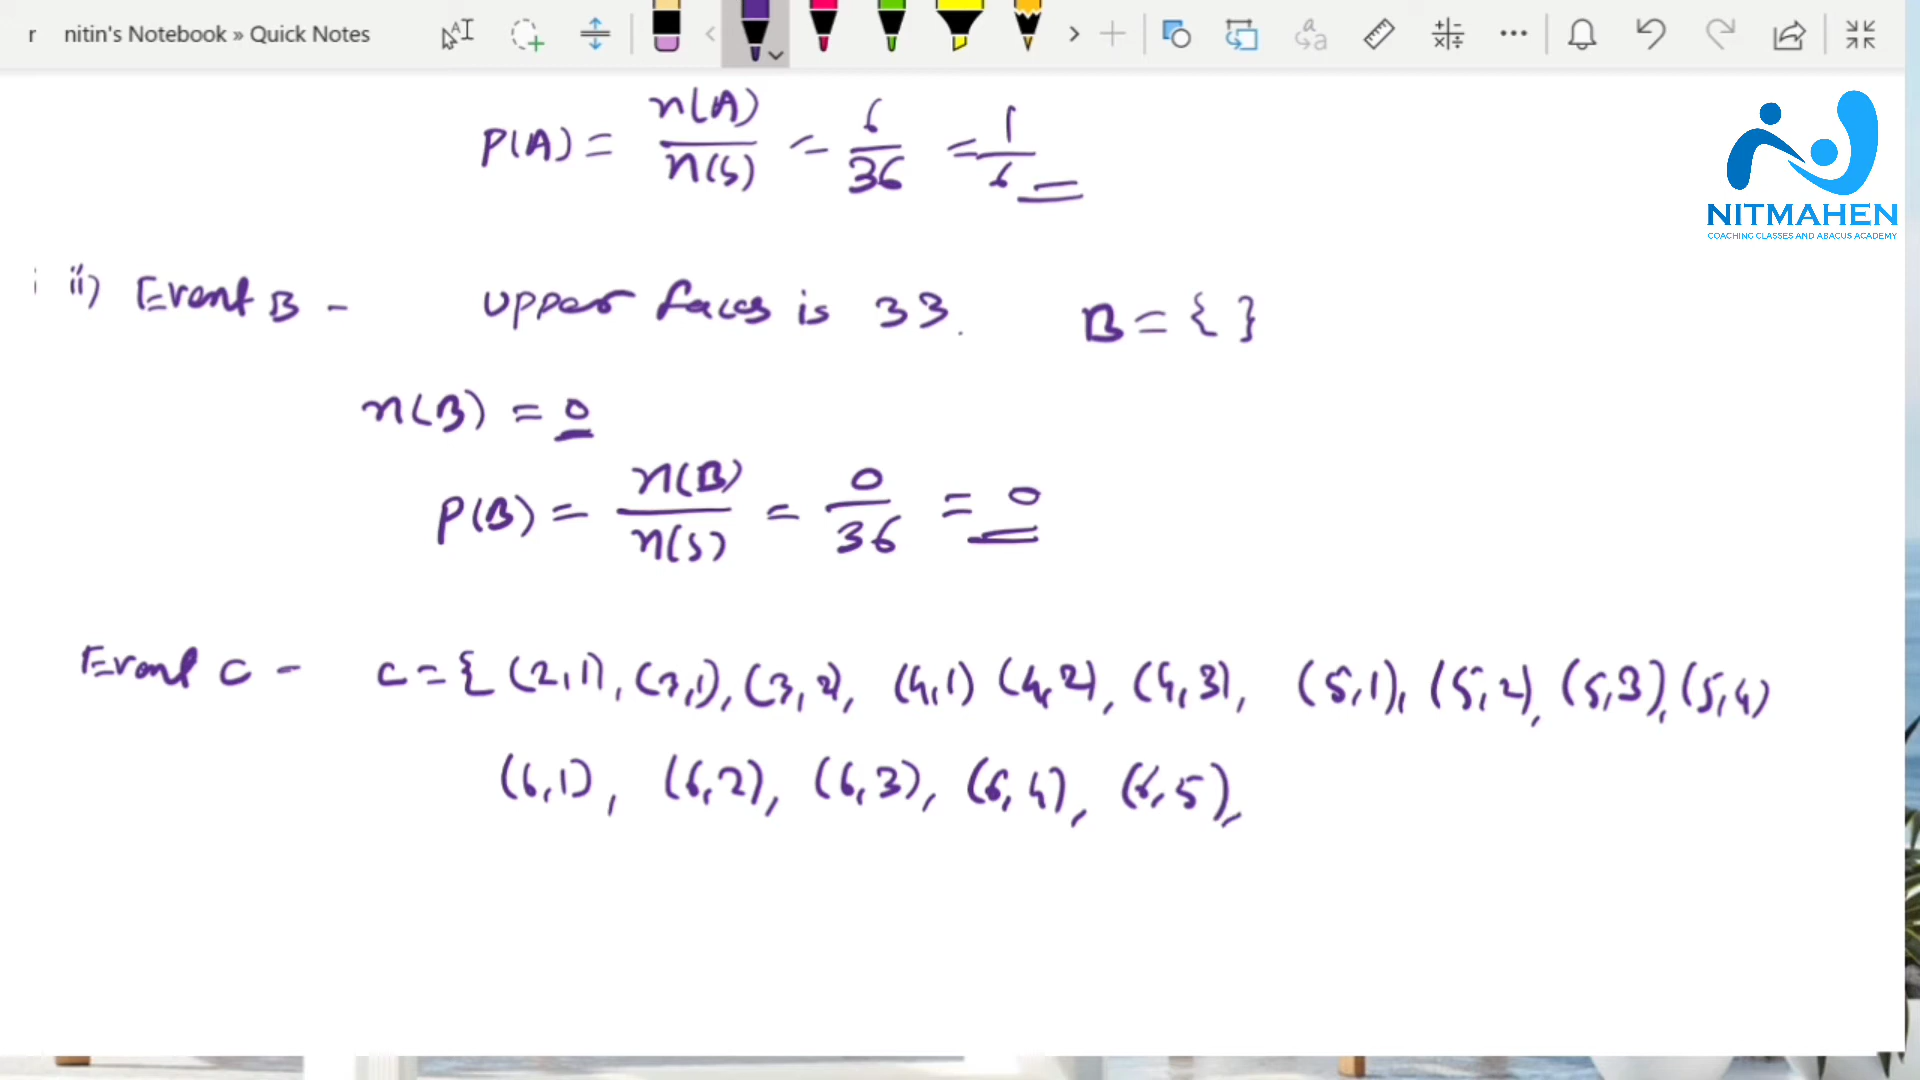 r nitin's Notebook » Quick Notes
P(A) = n(A)/n(S) = 6/36 = 1/6
NITMAHEN
COACHING CLASSES AND ABACUS ACADEMY
ii) Event B - upper faces is 33. B = { }
n(B) = 0
P(B) = n(B)/n(S) = 0/36 = 0
Event C - C = { (2,1), (3,1), (3,2), (4,1) (4,2), (4,3), (5,1), (5,2), (5,3), (5,4)
(6,1), (6,2), (6,3), (6,4), (6,5),